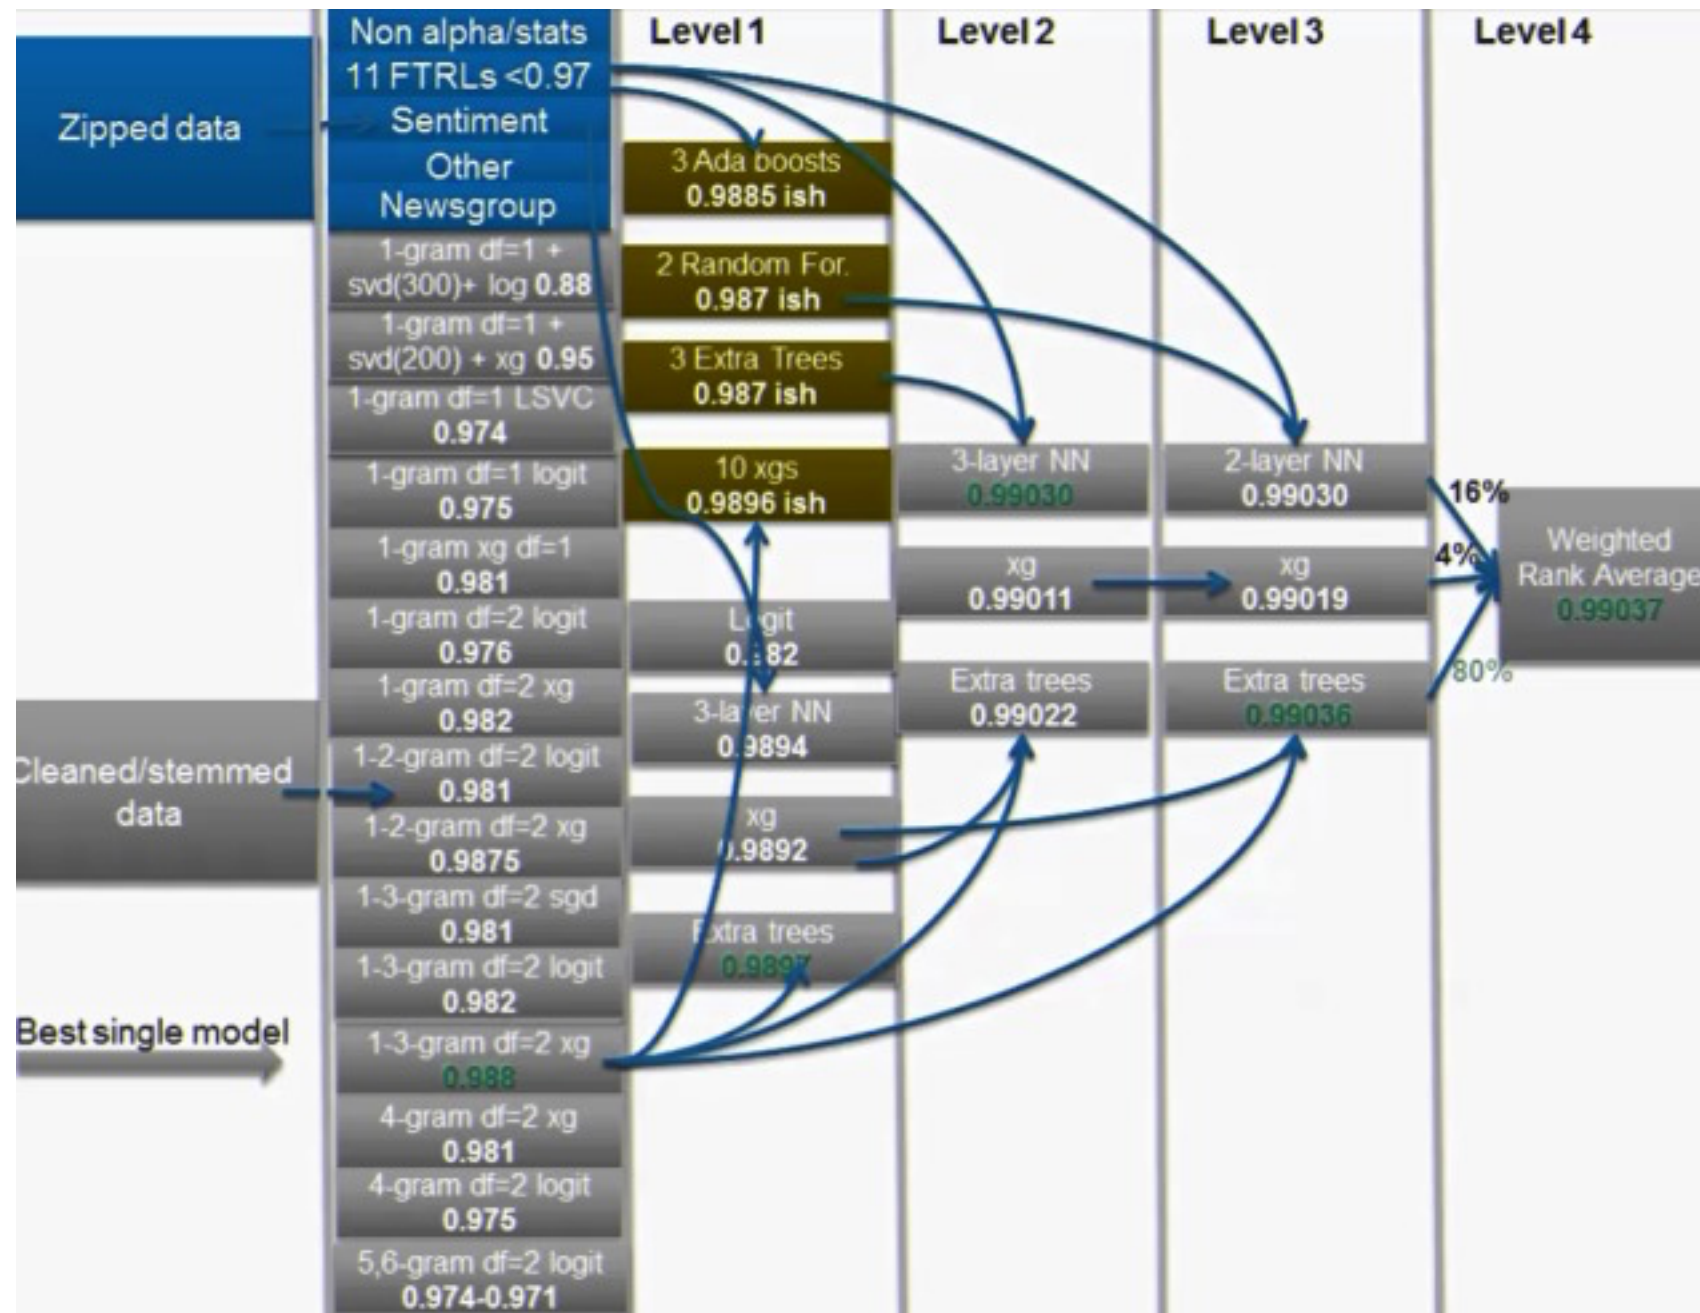 Non alpha/stats
11 FTRLs <0.97
Sentiment
Other
Newsgroup
Level 1
Level 2
Level 3
Level 4
Zipped data
Cleaned/stemmed
data
Best single model
1-gram df=1 +
svd(300)+ log 0.88
1-gram df=1 +
svd(200) + xg 0.95
1-gram df=1 LSVC
0.974
1-gram df=1 logit
0.975
1-gram xg df=1
0.981
1-gram df=2 logit
0.976
1-gram df=2 xg
0.982
1-2-gram df=2 logit
0.981
1-2-gram df=2 xg
0.9875
1-3-gram df=2 sgd
0.981
1-3-gram df=2 logit
0.982
1-3-gram df=2 xg
0.988
4-gram df=2 xg
0.981
4-gram df=2 logit
0.975
5,6-gram df=2 logit
0.974-0.971
3 Ada boosts
0.9885 ish
2 Random For.
0.987 ish
3 Extra Trees
0.987 ish
10 xgs
0.9896 ish
Logit
3-layer NN
0.9894
xg
0.9892
Extra trees
0.9897
3-layer NN
0.99030
xg
0.99011
Extra trees
0.99022
2-layer NN
0.99030
xg
0.99019
Extra trees
0.99036
16%
4%
80%
Weighted
Rank Average
0.99037